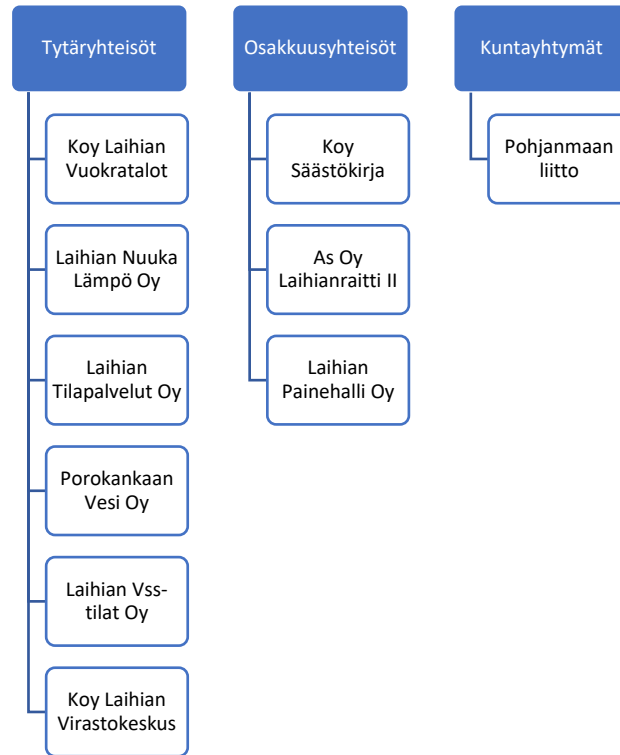 Tytäryhteisöt
Koy Laihian
Vuokratalot
Laihian Nuuka
Lämpö Oy
Laihian
Tilapalvelut Oy
Porokankaan
Vesi Oy
Laihian Vss-
tilat Oy
Koy Laihian
Virastokeskus
Osakkuusyhteisöt
Koy
Säästökirja
As Oy
Laihianraitti II
Laihian
Painehalli Oy
Kuntayhtymät
Pohjanmaan
liitto